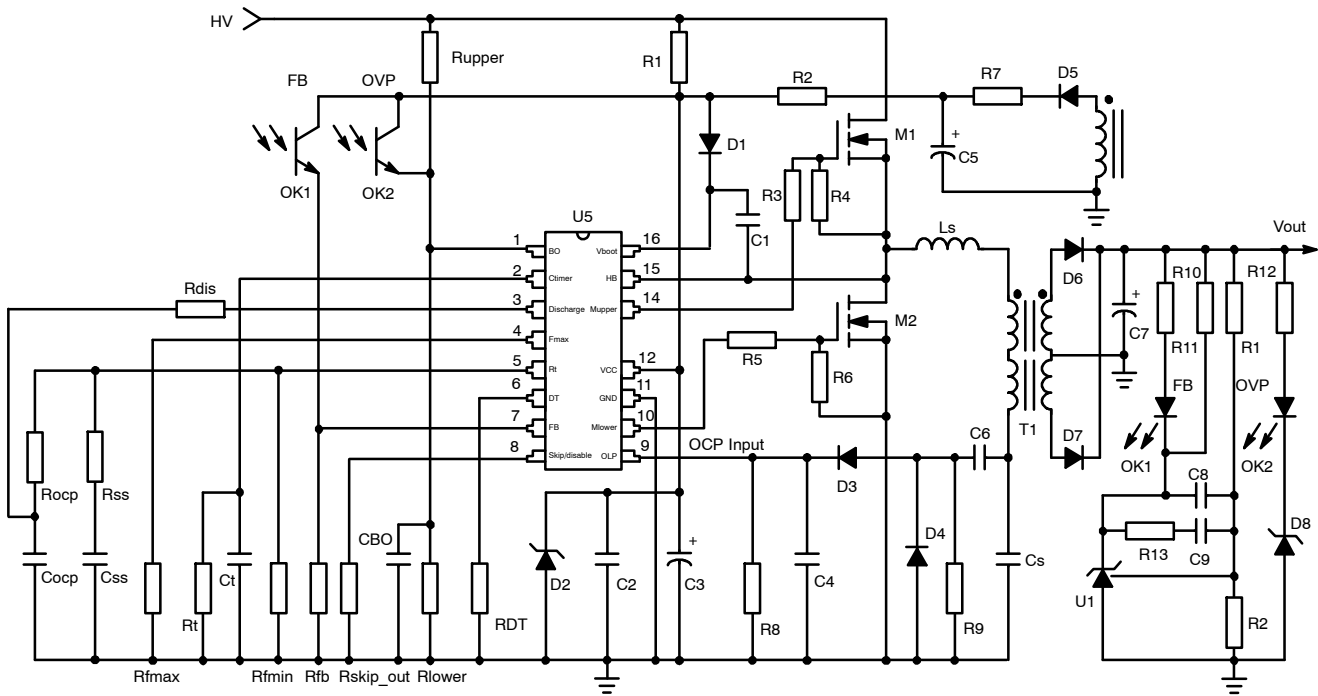 HV
Rupper
R1
FB
OVP
R2
R7
D5
OK1
OK2
D1
M1
+
C5
R3
R4
U5
C1
Ls
Vout
1
BO
Vboot
16
2
Ctimer
HB
15
3
Discharge
Mupper
14
4
Fmax
5
Rt
VCC
12
6
DT
GND
11
7
FB
Mlower
10
8
Skip/disable
OLP
9
Rdis
M2
R5
R6
OCP Input
D3
C6
T1
D6
D7
+
C7
R10
R12
R11
R1
FB
OVP
OK1
OK2
C8
R13
C9
D8
U1
R2
Rocp
Rss
Cocp
Css
Ct
Rt
CBO
D2
C2
+
C3
C4
D4
Cs
RDT
R8
R9
Rfmax
Rfmin
Rfb
Rskip_out
Rlower